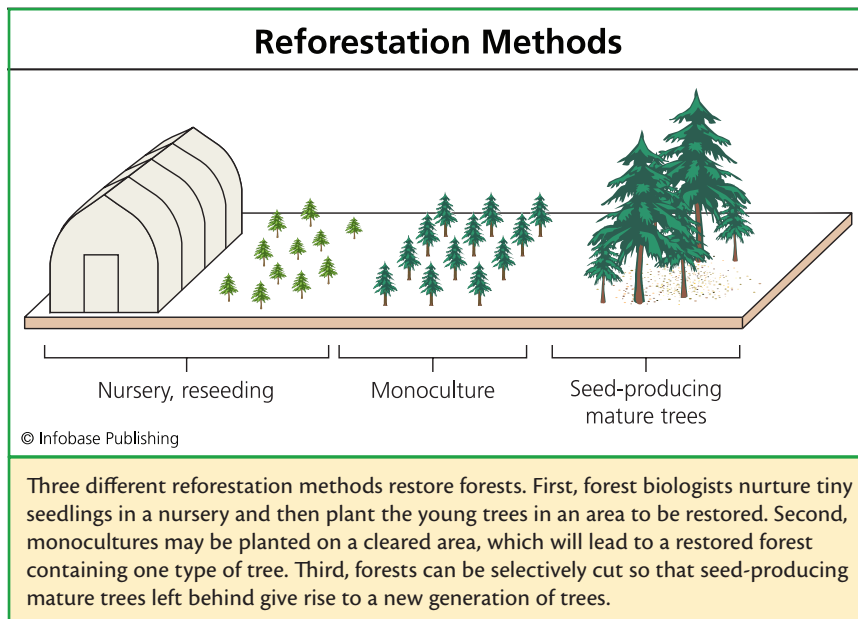 Reforestation Methods
Nursery, reseeding
Monoculture
Seed-producing
mature trees
© Infobase Publishing
Three different reforestation methods restore forests. First, forest biologists nurture tiny
seedlings in a nursery and then plant the young trees in an area to be restored. Second,
monocultures may be planted on a cleared area, which will lead to a restored forest
containing one type of tree. Third, forests can be selectively cut so that seed-producing
mature trees left behind give rise to a new generation of trees.